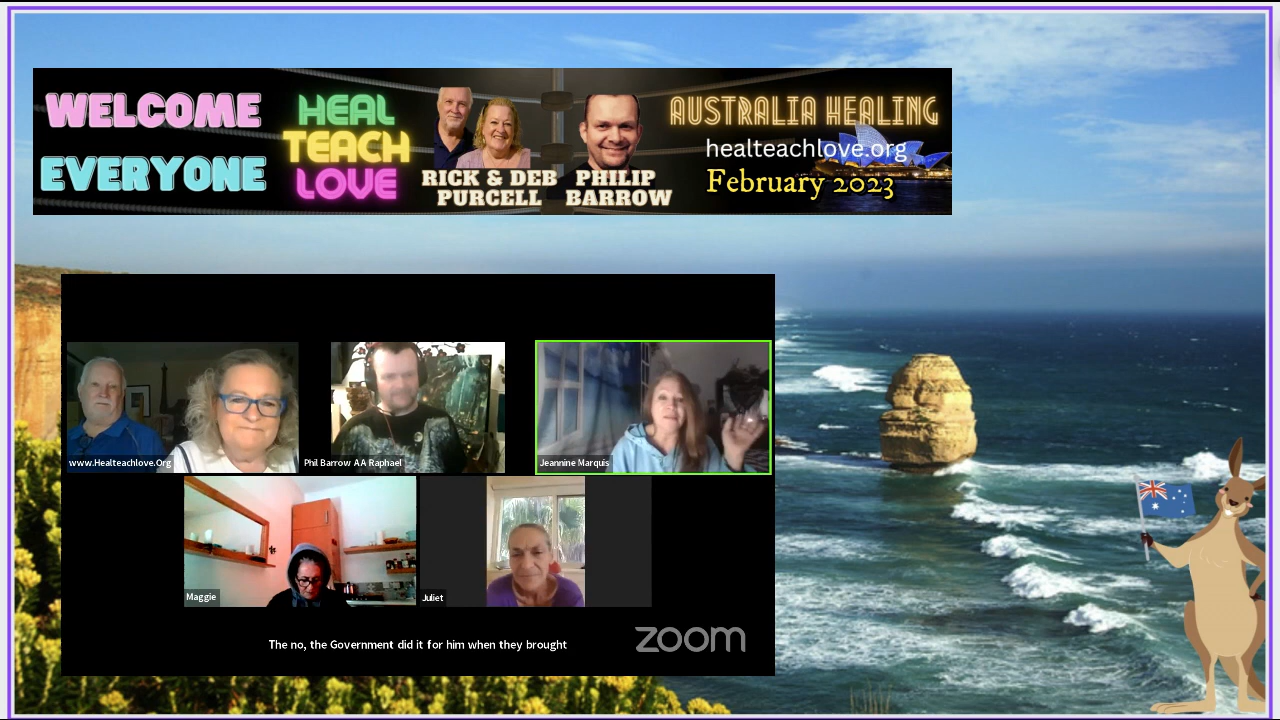 WELCOME
EVERYONE
HEAL
TEACH
LOVE
RICK & DEB
PURCELL
PHILIP
BARROW
AUSTRALIA HEALING
healteachlove.org
February 2023
www.Healteachlove.Org
Phil Barrow AA Raphael
Jeannine Marquis
Maggie
Juliet
The no, the Government did it for him when they brought
zoom